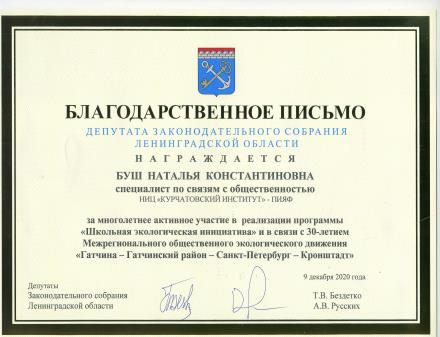 БЛАГОДАРСТВЕННОЕ ПИСЬМО
ДЕПУТАТА ЗАКОНОДАТЕЛЬНОГО СОБРАНИЯ
ЛЕНИНГРАДСКОЙ ОБЛАСТИ
НАГРАЖДАЕТСЯ
БУШ НАТАЛЬЯ КОНСТАНТИНОВНА
специалист по связям с общественностью
НИЦ «КУРЧАТОВСКИЙ ИНСТИТУТ» - ПИЯФ
за многолетнее активное участие в реализации программы
«Школьная экологическая инициатива» и в связи с 30-летием
Межрегионального общественного экологического движения
«Гатчина – Гатчинский район – Санкт-Петербург – Кронштадт»
9 декабря 2020 года
Депутаты
Законодательного собрания
Ленинградской области
Т.В. Бездетко
А.В. Русских